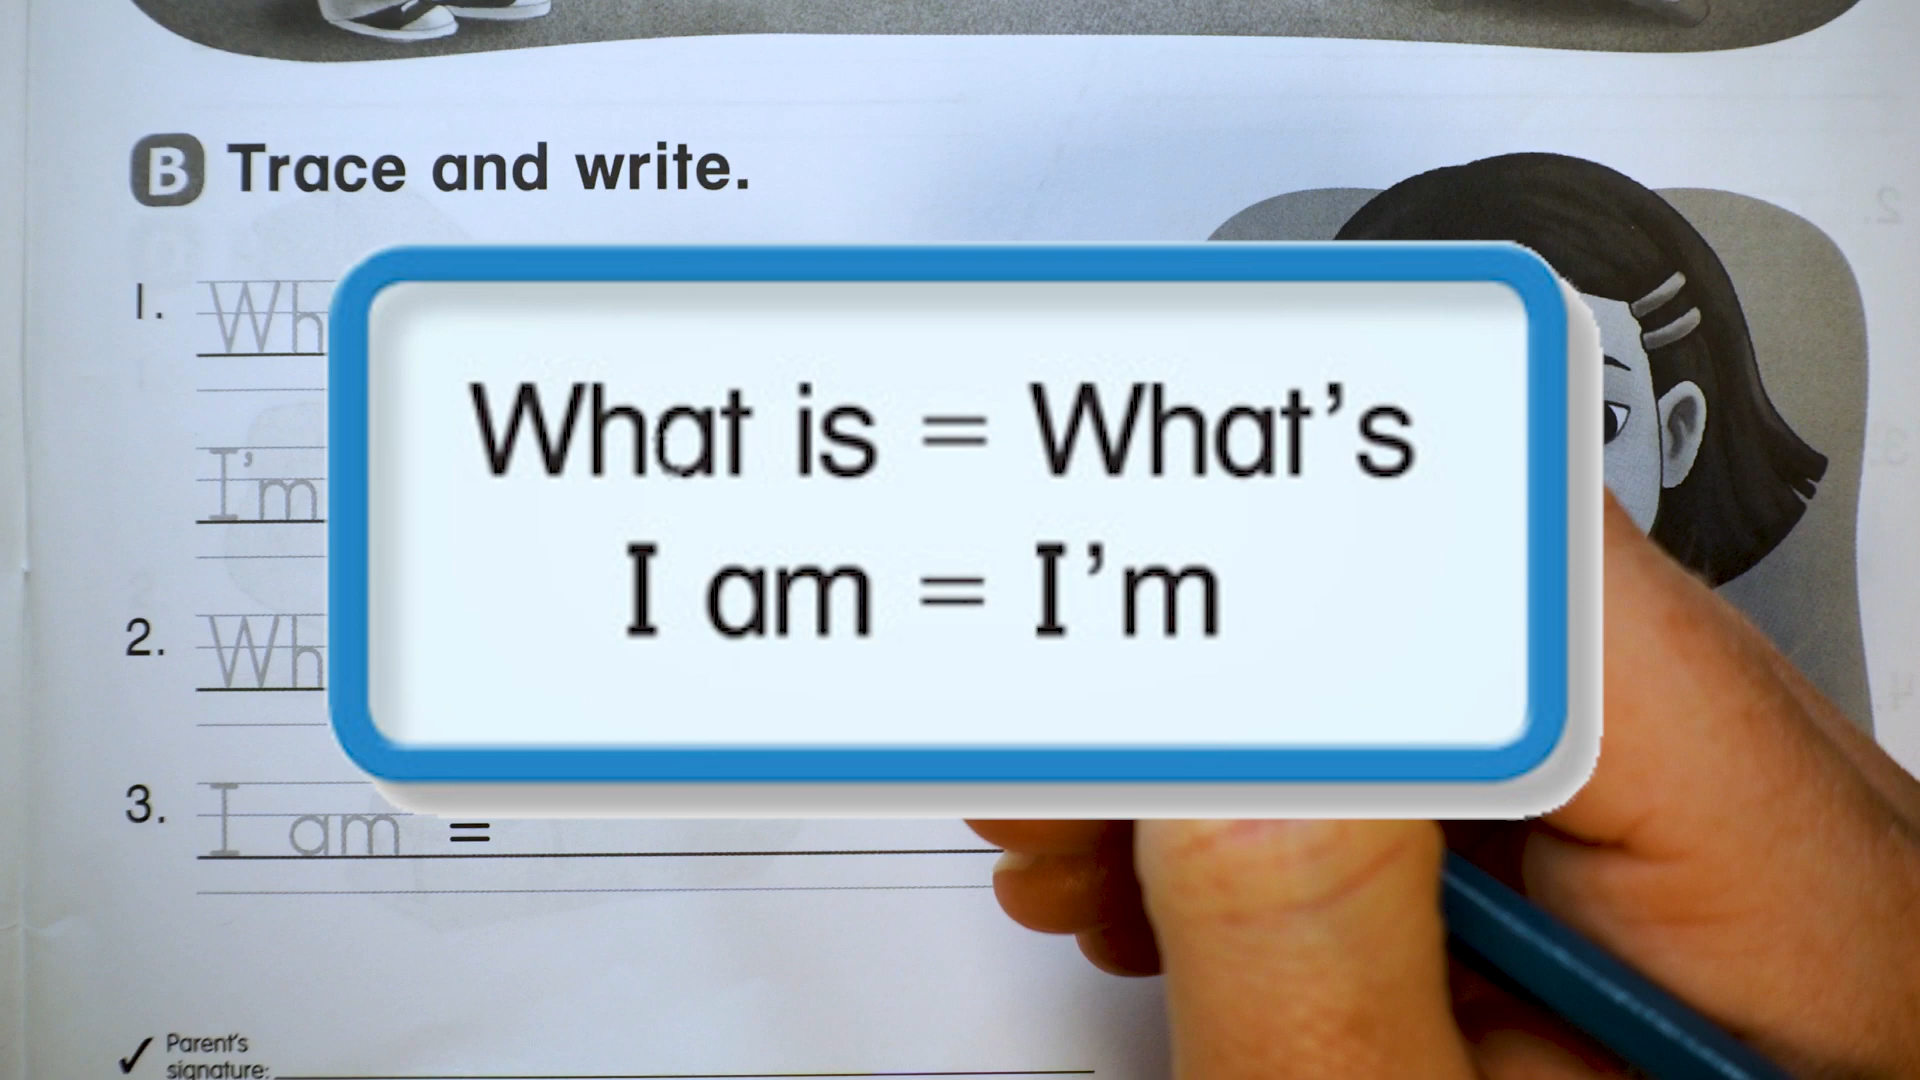 B Trace and write.
1. Wh
What is = What's
I'm
I am = I'm
2. Wh
3. I am =
✓ Parent's
signature: